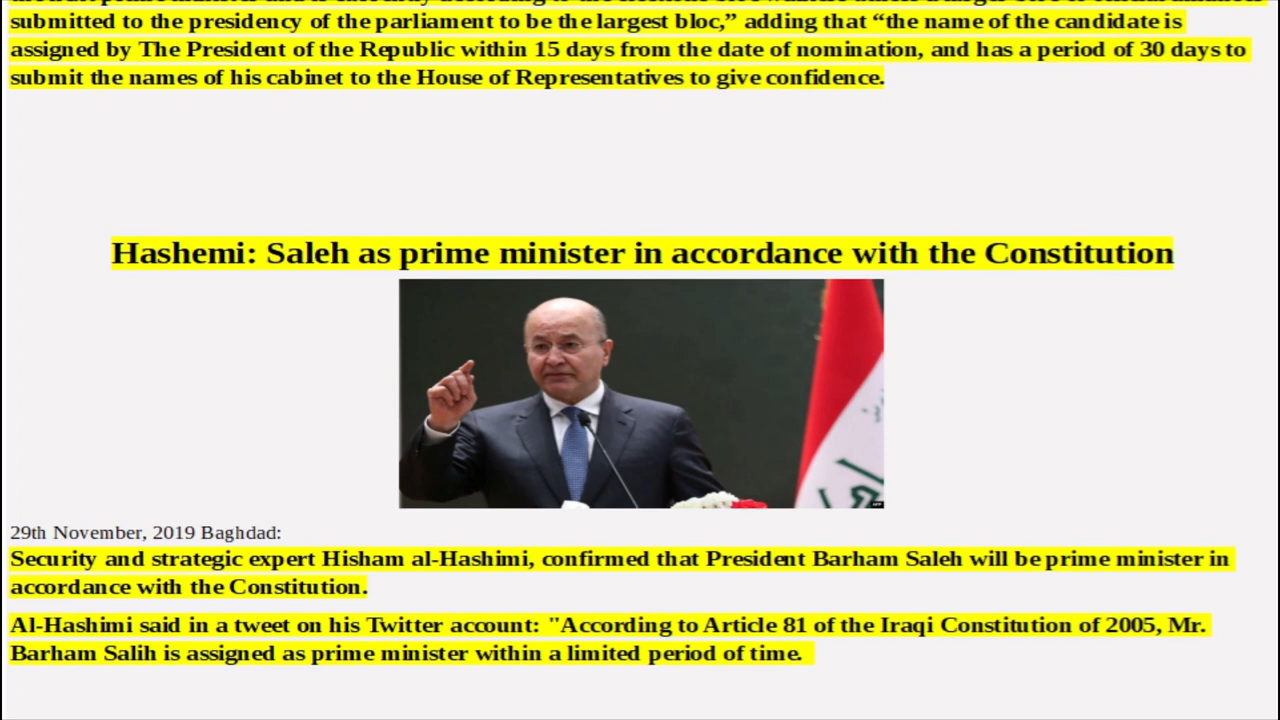 submitted to the presidency of the parliament to be the largest bloc,” adding that “the name of the candidate is
assigned by The President of the Republic within 15 days from the date of nomination, and has a period of 30 days to
submit the names of his cabinet to the House of Representatives to give confidence.
Hashemi: Saleh as prime minister in accordance with the Constitution
29th November, 2019 Baghdad:
Security and strategic expert Hisham al-Hashimi, confirmed that President Barham Saleh will be prime minister in
accordance with the Constitution.
Al-Hashimi said in a tweet on his Twitter account: "According to Article 81 of the Iraqi Constitution of 2005, Mr.
Barham Salih is assigned as prime minister within a limited period of time.